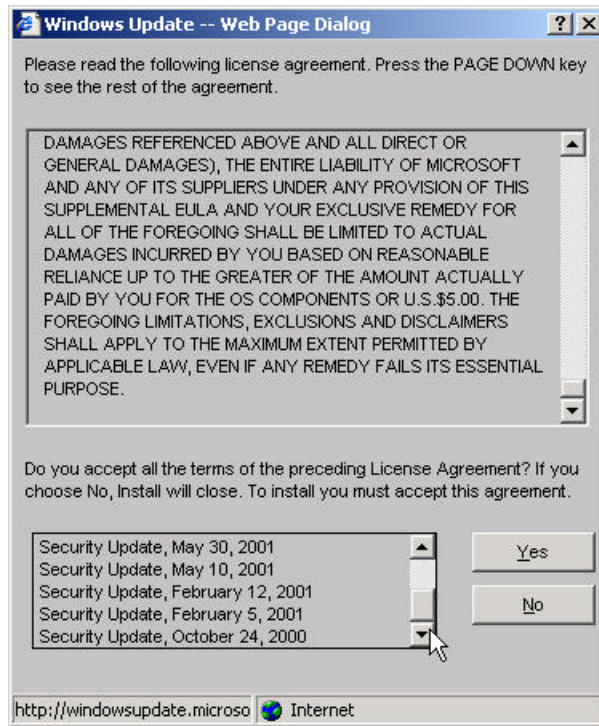 Windows Update -- Web Page Dialog
Please read the following license agreement. Press the PAGE DOWN key
to see the rest of the agreement.
DAMAGES REFERENCED ABOVE AND ALL DIRECT OR
GENERAL DAMAGES), THE ENTIRE LIABILITY OF MICROSOFT
AND ANY OF ITS SUPPLIERS UNDER ANY PROVISION OF THIS
SUPPLEMENTAL EULA AND YOUR EXCLUSIVE REMEDY FOR
ALL OF THE FOREGOING SHALL BE LIMITED TO ACTUAL
DAMAGES INCURRED BY YOU BASED ON REASONABLE
RELIANCE UP TO THE GREATER OF THE AMOUNT ACTUALLY
PAID BY YOU FOR THE OS COMPONENTS OR U.S.$5.00. THE
FOREGOING LIMITATIONS, EXCLUSIONS AND DISCLAIMERS
SHALL APPLY TO THE MAXIMUM EXTENT PERMITTED BY
APPLICABLE LAW, EVEN IF ANY REMEDY FAILS ITS ESSENTIAL
PURPOSE.
Do you accept all the terms of the preceding License Agreement? If you
choose No, Install will close. To install you must accept this agreement.
Security Update, May 30, 2001
Security Update, May 10, 2001
Security Update, February 12, 2001
Security Update, February 5, 2001
Security Update, October 24, 2000
Yes
No
http://windowsupdate.microso
Internet